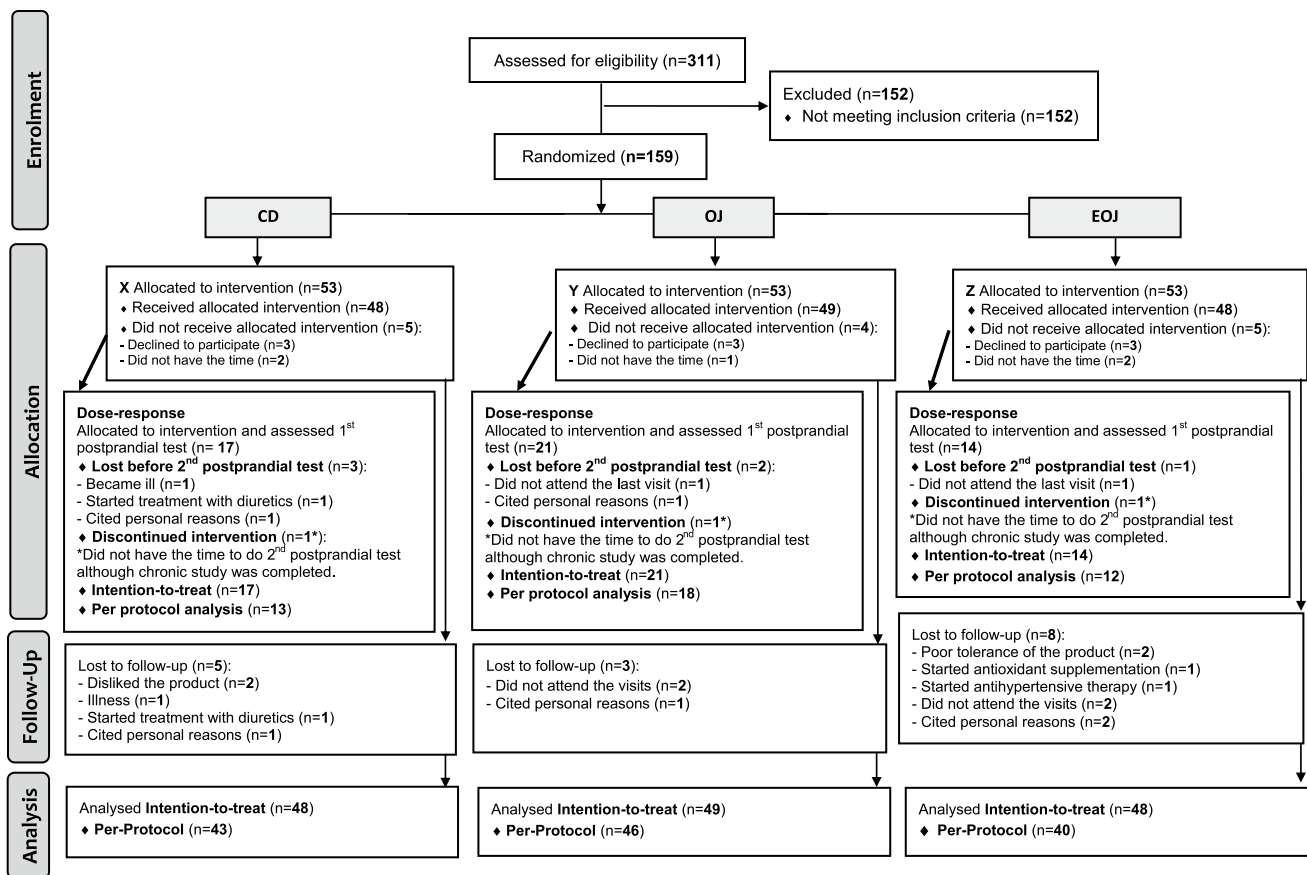 Enrolment
Assessed for eligibility (n=311)
Excluded (n=152)
♦ Not meeting inclusion criteria (n=152)
Randomized (n=159)
CD
OJ
EOJ
Allocation
X Allocated to intervention (n=53)
♦ Received allocated intervention (n=48)
♦ Did not receive allocated intervention (n=5):
- Declined to participate (n=3)
- Did not have the time (n=2)
Y Allocated to intervention (n=53)
♦ Received allocated intervention (n=49)
♦ Did not receive allocated intervention (n=4):
- Declined to participate (n=3)
- Did not have the time (n=1)
Z Allocated to intervention (n=53)
♦ Received allocated intervention (n=48)
♦ Did not receive allocated intervention (n=5):
- Declined to participate (n=3)
- Did not have the time (n=2)
Dose-response
Allocated to intervention and assessed 1st
postprandial test (n= 17)
♦ Lost before 2nd postprandial test (n=3):
- Became ill (n=1)
- Started treatment with diuretics (n=1)
- Cited personal reasons (n=1)
♦ Discontinued intervention (n=1*):
*Did not have the time to do 2nd postprandial test
although chronic study was completed.
♦ Intention-to-treat (n=17)
♦ Per protocol analysis (n=13)
Dose-response
Allocated to intervention and assessed 1st postprandial
test (n=21)
♦ Lost before 2nd postprandial test (n=2):
- Did not attend the last visit (n=1)
- Cited personal reasons (n=1)
♦ Discontinued intervention (n=1*)
*Did not have the time to do 2nd postprandial test
although chronic study was completed.
♦ Intention-to-treat (n=21)
♦ Per protocol analysis (n=18)
Dose-response
Allocated to intervention and assessed 1st postprandial
test (n=14)
♦ Lost before 2nd postprandial test (n=1)
- Did not attend the last visit (n=1)
♦ Discontinued intervention (n=1*)
*Did not have the time to do 2nd postprandial test
although chronic study was completed.
♦ Intention-to-treat (n=14)
♦ Per protocol analysis (n=12)
Follow-Up
Lost to follow-up (n=5):
- Disliked the product (n=2)
- Illness (n=1)
- Started treatment with diuretics (n=1)
- Cited personal reasons (n=1)
Lost to follow-up (n=3):
- Did not attend the visits (n=2)
- Cited personal reasons (n=1)
Lost to follow-up (n=8):
- Poor tolerance of the product (n=2)
- Started antioxidant supplementation (n=1)
- Started antihypertensive therapy (n=1)
- Did not attend the visits (n=2)
- Cited personal reasons (n=2)
Analysis
Analysed Intention-to-treat (n=48)
♦ Per-Protocol (n=43)
Analysed Intention-to-treat (n=49)
♦ Per-Protocol (n=46)
Analysed Intention-to-treat (n=48)
♦ Per-Protocol (n=40)